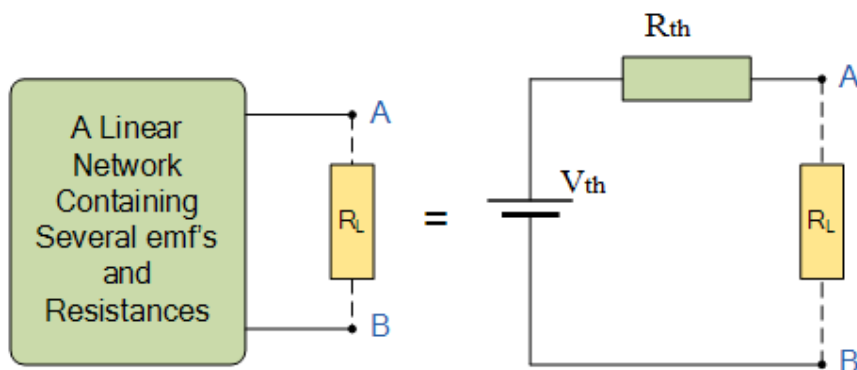 A Linear
Network
Containing
Several emf's
and
Resistances
A
RL
B
=
Rth
Vth
A
RL
B